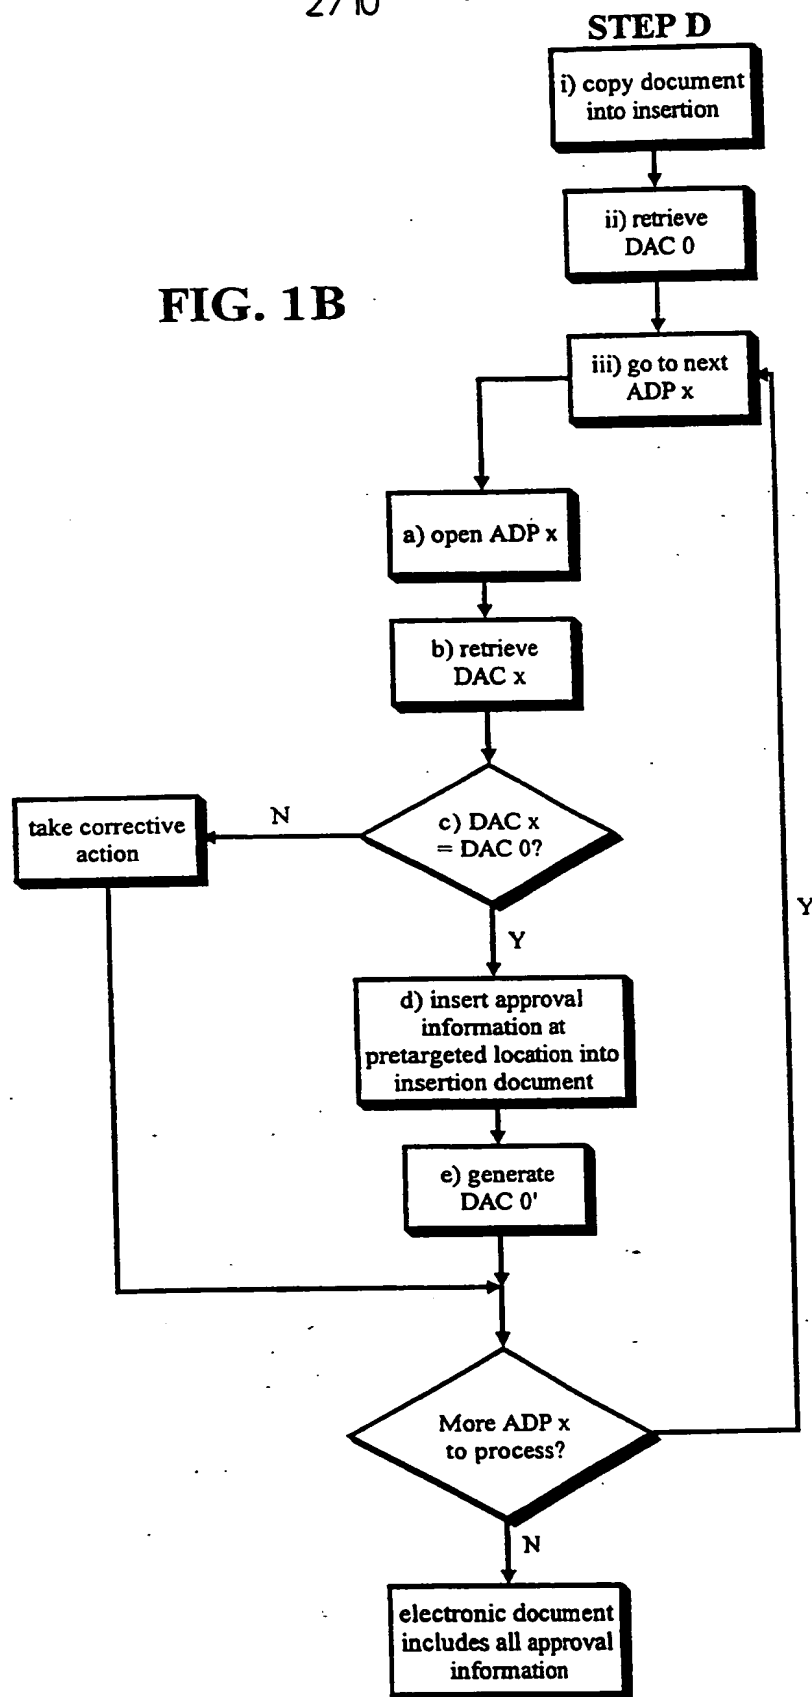 2/10
STEP D
i) copy document
into insertion
ii) retrieve
DAC 0
FIG. 1B
iii) go to next
ADP x
a) open ADP x
b) retrieve
DAC x
c) DAC x
= DAC 0?
N
take corrective
action
Y
Y
d) insert approval
information at
pretargeted location into
insertion document
e) generate
DAC 0'
More ADP x
to process?
N
electronic document
includes all approval
information